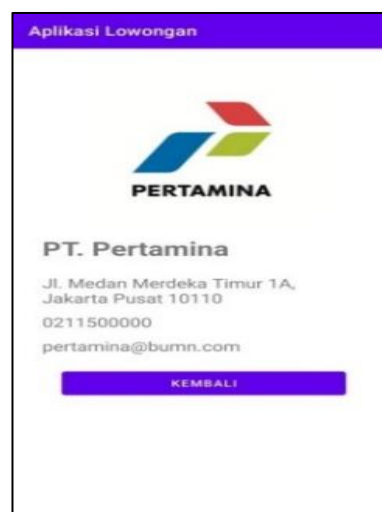 Aplikasi Lowongan
PERTAMINA
PT. Pertamina
Jl. Medan Merdeka Timur 1A,
Jakarta Pusat 10110
0211500000
pertamina@bumn.com
KEMBALI